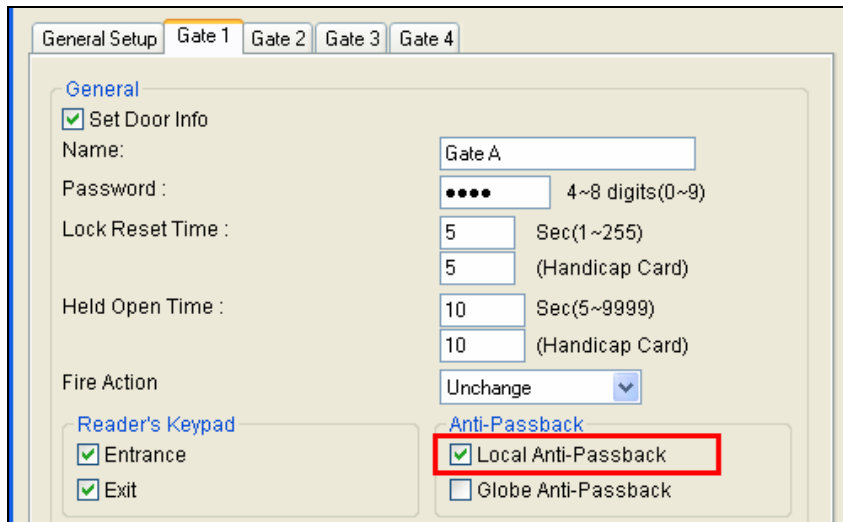 General Setup Gate 1 Gate 2 Gate 3 Gate 4
General
Set Door Info
Name: Gate A
Password : •••• 4~8 digits(0~9)
Lock Reset Time : 5 Sec(1~255)
5 (Handicap Card)
Held Open Time : 10 Sec(5~9999)
10 (Handicap Card)
Fire Action Unchange
Reader's Keypad Anti-Passback
Entrance Local Anti-Passback
Exit Globe Anti-Passback